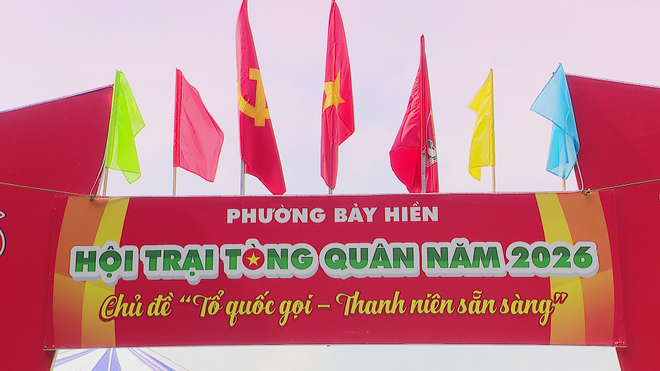 PHƯỜNG BẢY HIỀN
HỘI TRẠI TÒNG QUÂN NĂM 2026
Chủ đề “Tổ quốc gọi – Thanh niên sẵn sàng”